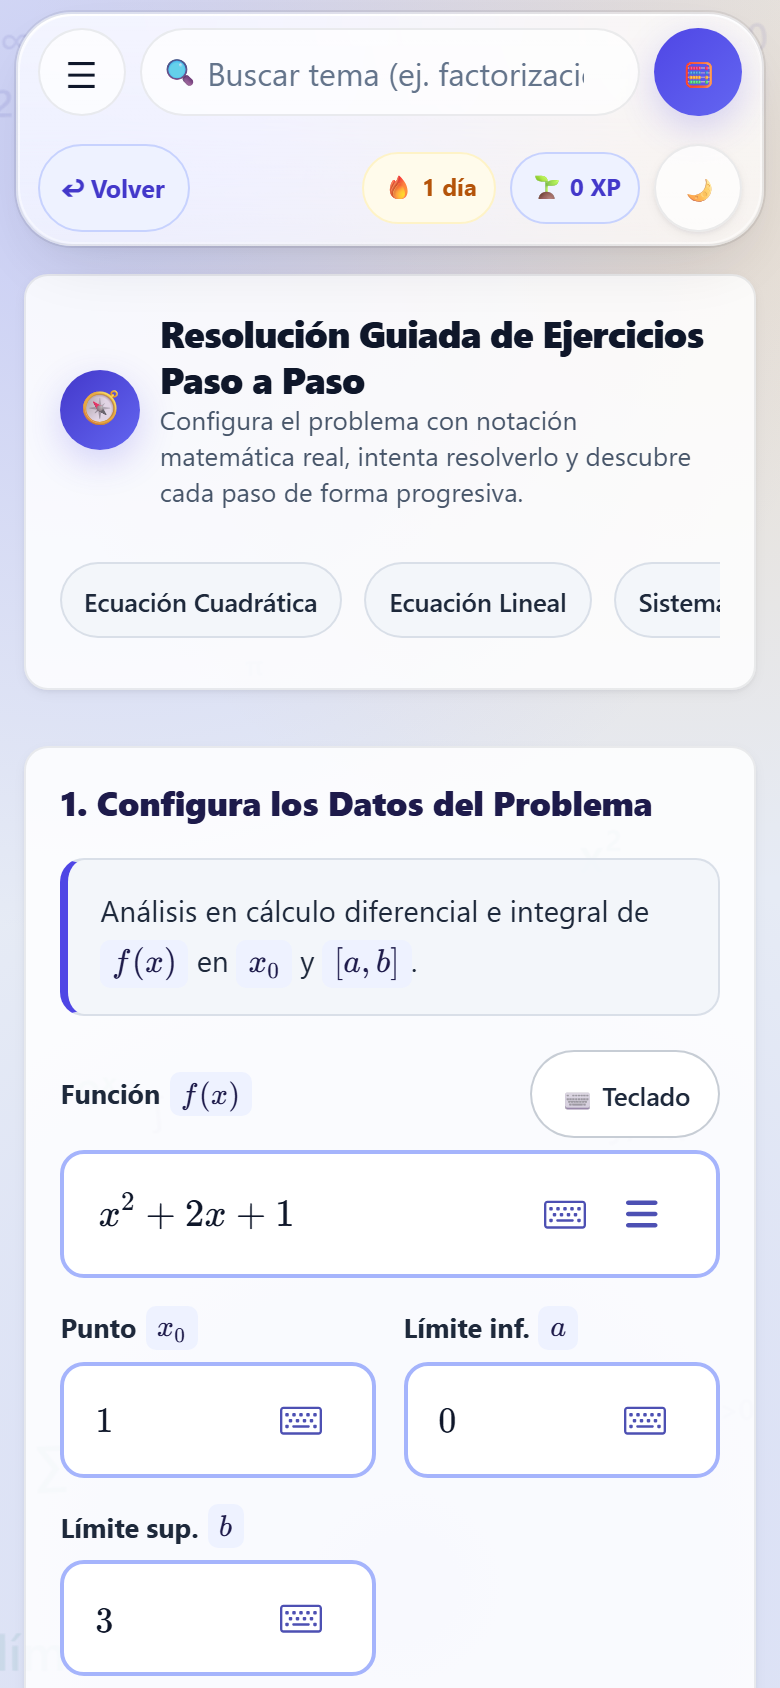 Buscar tema (ej. factorizaci
Volver
1 día
0 XP
Resolución Guiada de Ejercicios
Paso a Paso
Configura el problema con notación
matemática real, intenta resolverlo y descubre
cada paso de forma progresiva.
Ecuación Cuadrática
Ecuación Lineal
Sistema
1. Configura los Datos del Problema
Análisis en cálculo diferencial e integral de
f(x) en x₀ y [a, b].
Función f(x)
Teclado
x² + 2x + 1
Punto x₀
Límite inf. a
1
0
Límite sup. b
3